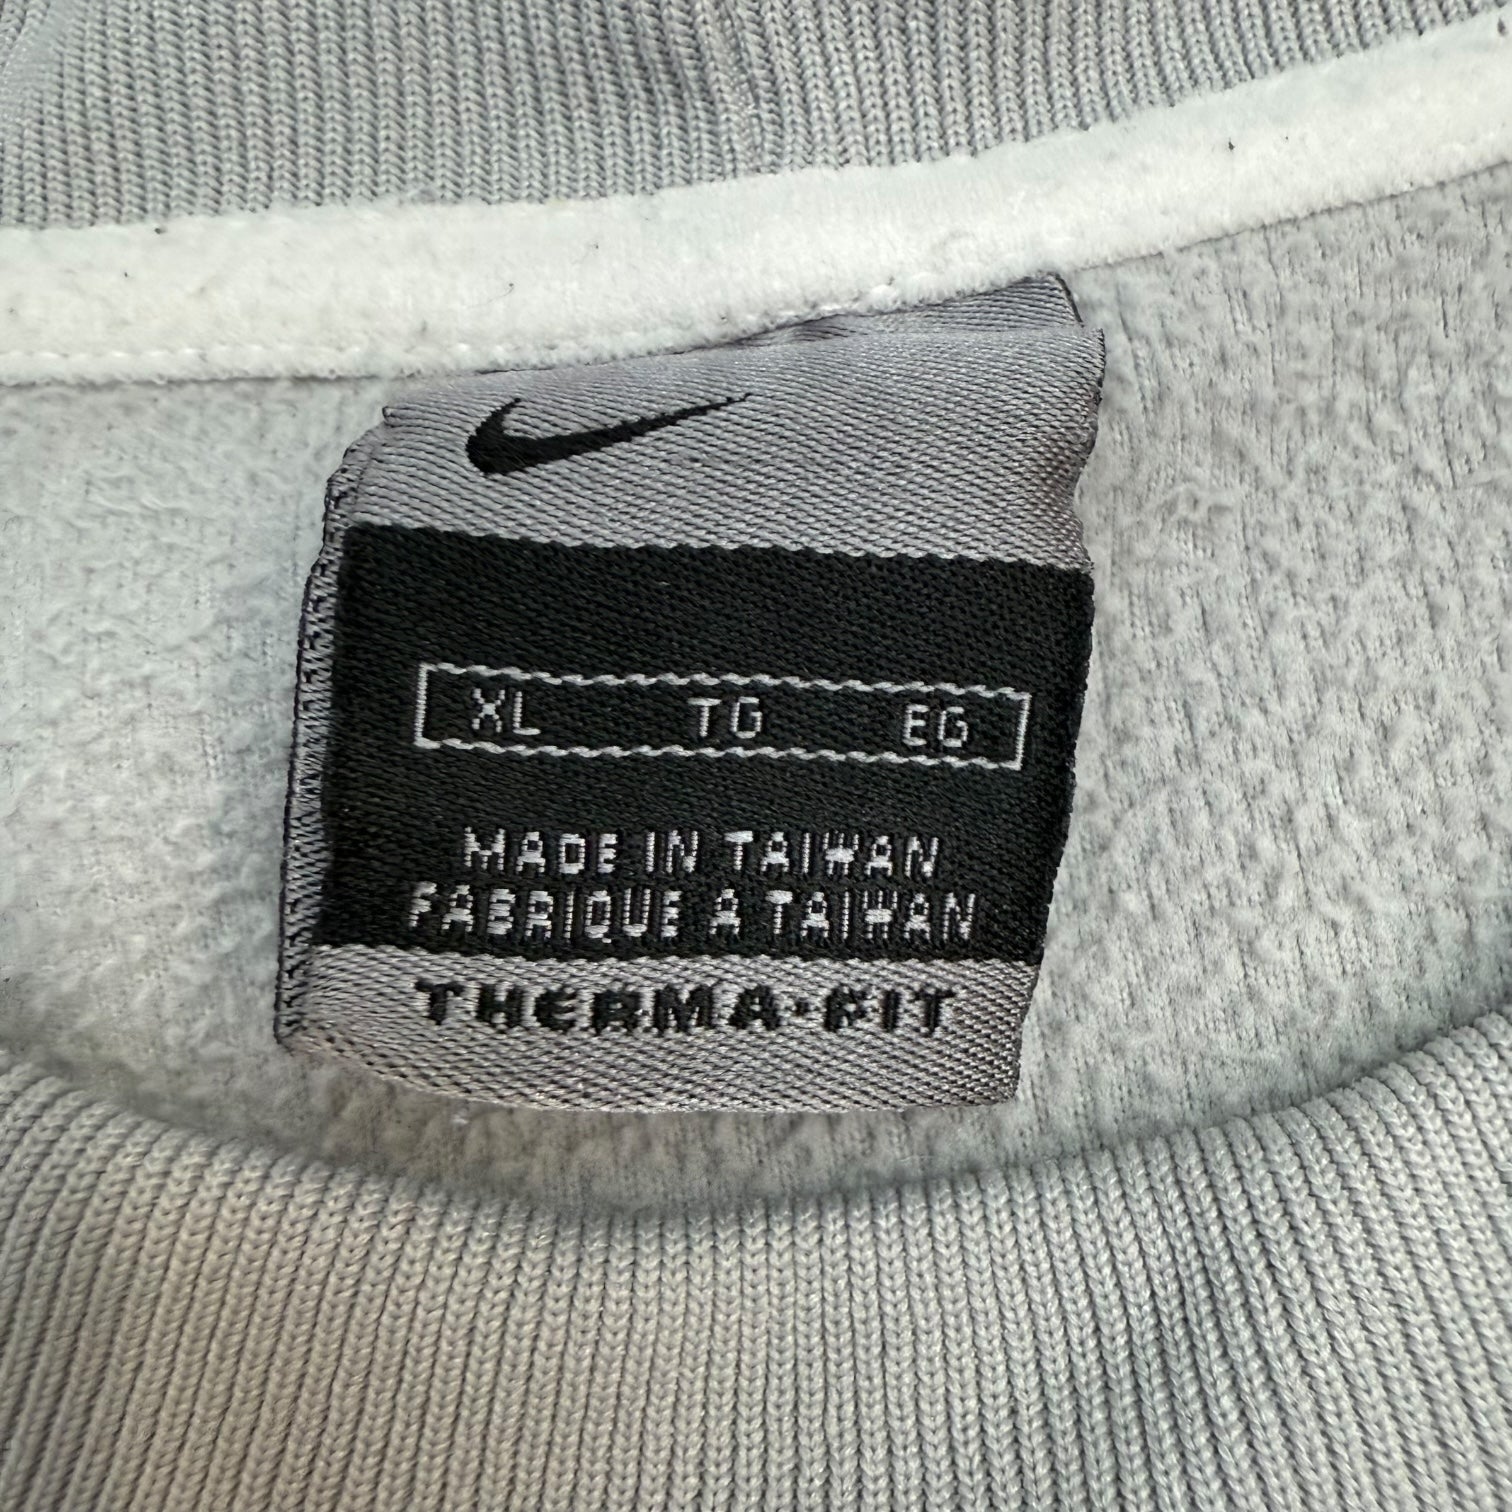 XL TG EG
MADE IN TAIWAN
FABRIQUE A TAIWAN
THERMA·FIT